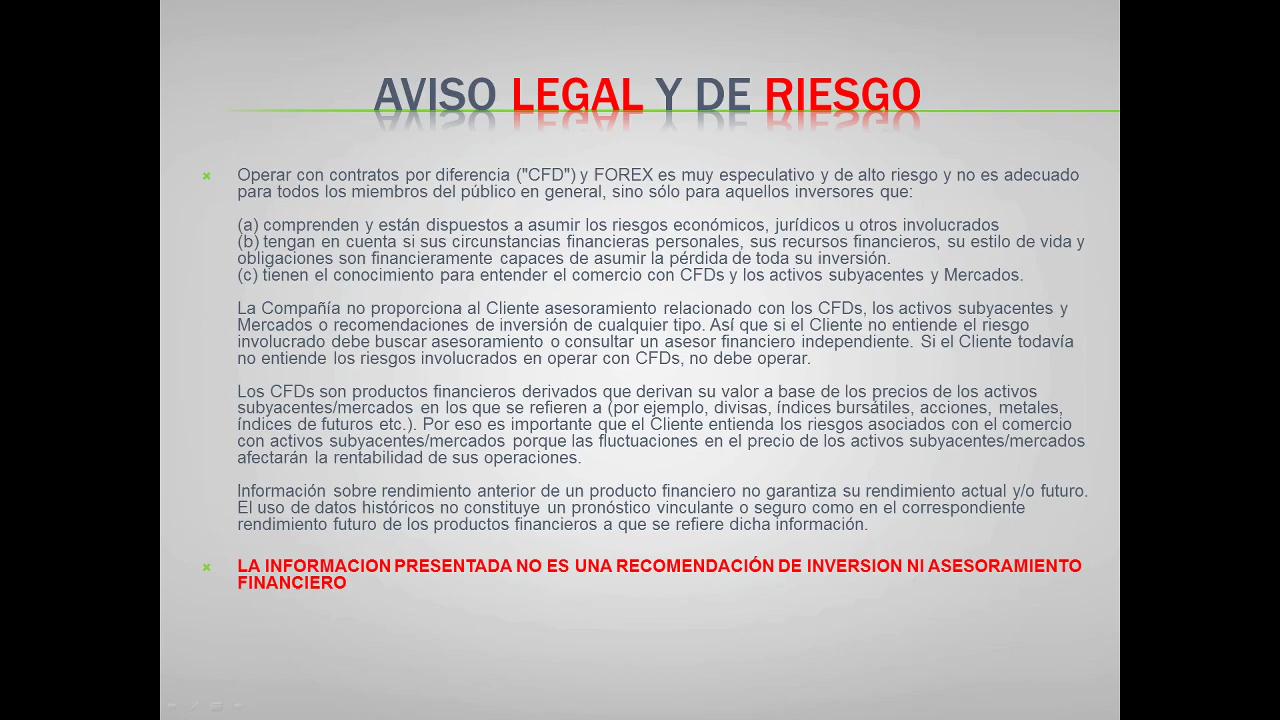 AVISO LEGAL Y DE RIESGO
Operar con contratos por diferencia ("CFD") y FOREX es muy especulativo y de alto riesgo y no es adecuado
para todos los miembros del público en general, sino sólo para aquellos inversores que:
(a) comprenden y están dispuestos a asumir los riesgos económicos, jurídicos u otros involucrados
(b) tengan en cuenta si sus circunstancias financieras personales, sus recursos financieros, su estilo de vida y
obligaciones son financieramente capaces de asumir la pérdida de toda su inversión.
(c) tienen el conocimiento para entender el comercio con CFDs y los activos subyacentes y Mercados.
La Compañía no proporciona al Cliente asesoramiento relacionado con los CFDs, los activos subyacentes y
Mercados o recomendaciones de inversión de cualquier tipo. Así que si el Cliente no entiende el riesgo
involucrado debe buscar asesoramiento o consultar un asesor financiero independiente. Si el Cliente todavía
no entiende los riesgos involucrados en operar con CFDs, no debe operar.
Los CFDs son productos financieros derivados que derivan su valor a base de los precios de los activos
subyacentes/mercados en los que se refieren a (por ejemplo, divisas, índices bursátiles, acciones, metales,
índices de futuros etc.). Por eso es importante que el Cliente entienda los riesgos asociados con el comercio
con activos subyacentes/mercados porque las fluctuaciones en el precio de los activos subyacentes/mercados
afectarán la rentabilidad de sus operaciones.
Información sobre rendimiento anterior de un producto financiero no garantiza su rendimiento actual y/o futuro.
El uso de datos históricos no constituye un pronóstico vinculante o seguro como en el correspondiente
rendimiento futuro de los productos financieros a que se refiere dicha información.
LA INFORMACION PRESENTADA NO ES UNA RECOMENDACIÓN DE INVERSION NI ASESORAMIENTO
FINANCIERO